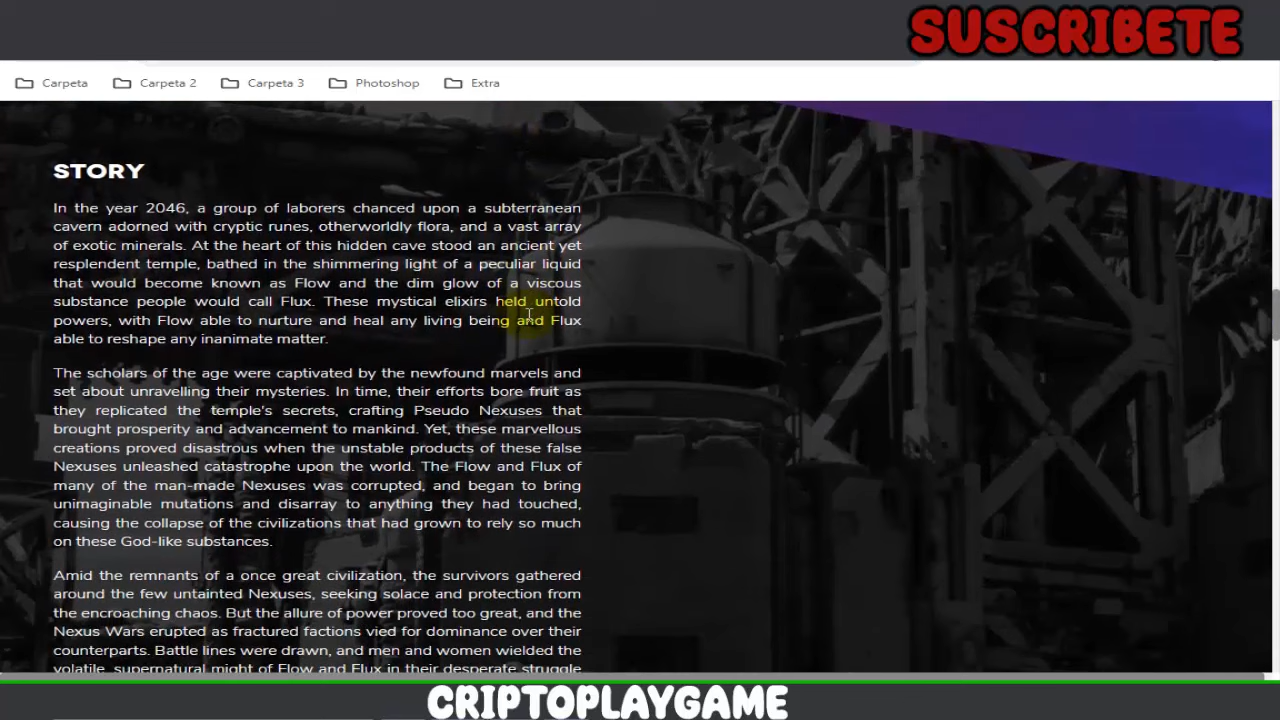 SUSCRIBETE
Carpeta
Carpeta 2
Carpeta 3
Photoshop
Extra
STORY
In the year 2046, a group of laborers chanced upon a subterranean
cavern adorned with cryptic runes, otherworldly flora, and a vast array
of exotic minerals. At the heart of this hidden cave stood an ancient yet
resplendent temple, bathed in the shimmering light of a peculiar liquid
that would become known as Flow and the dim glow of a viscous
substance people would call Flux. These mystical elixirs held untold
powers, with Flow able to nurture and heal any living being and Flux
able to reshape any inanimate matter.
The scholars of the age were captivated by the newfound marvels and
set about unravelling their mysteries. In time, their efforts bore fruit as
they replicated the temple's secrets, crafting Pseudo Nexuses that
brought prosperity and advancement to mankind. Yet, these marvellous
creations proved disastrous when the unstable products of these false
Nexuses unleashed catastrophe upon the world. The Flow and Flux of
many of the man-made Nexuses was corrupted, and began to bring
unimaginable mutations and disarray to anything they had touched,
causing the collapse of the civilizations that had grown to rely so much
on these God-like substances.
Amid the remnants of a once great civilization, the survivors gathered
around the few untainted Nexuses, seeking solace and protection from
the encroaching chaos. But the allure of power proved too great, and the
Nexus Wars erupted as fractured factions vied for dominance over their
counterparts. Battle lines were drawn, and men and women wielded the
volatile, supernatural might of Flow and Flux in their desperate struggle
CRIPTOPLAYGAME